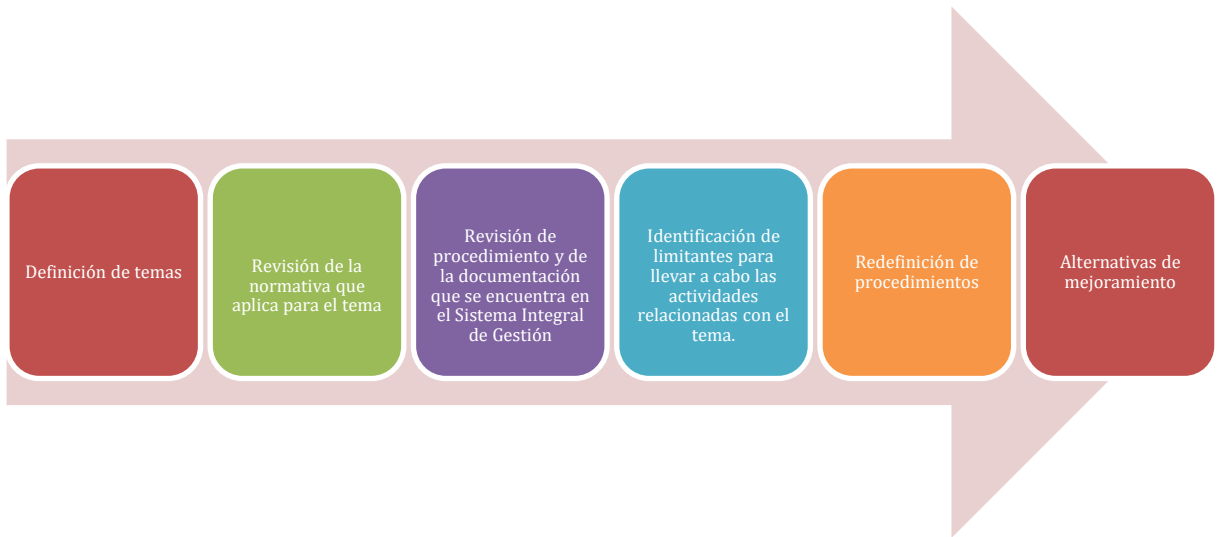 Definición de temas
Revisión de la
normativa que
aplica para el tema
Revisión de
procedimiento y de
la documentación
que se encuentra en
el Sistema Integral
de Gestión
Identificación de
limitantes para
llevar a cabo las
actividades
relacionadas con el
tema.
Redefinición de
procedimientos
Alternativas de
mejoramiento